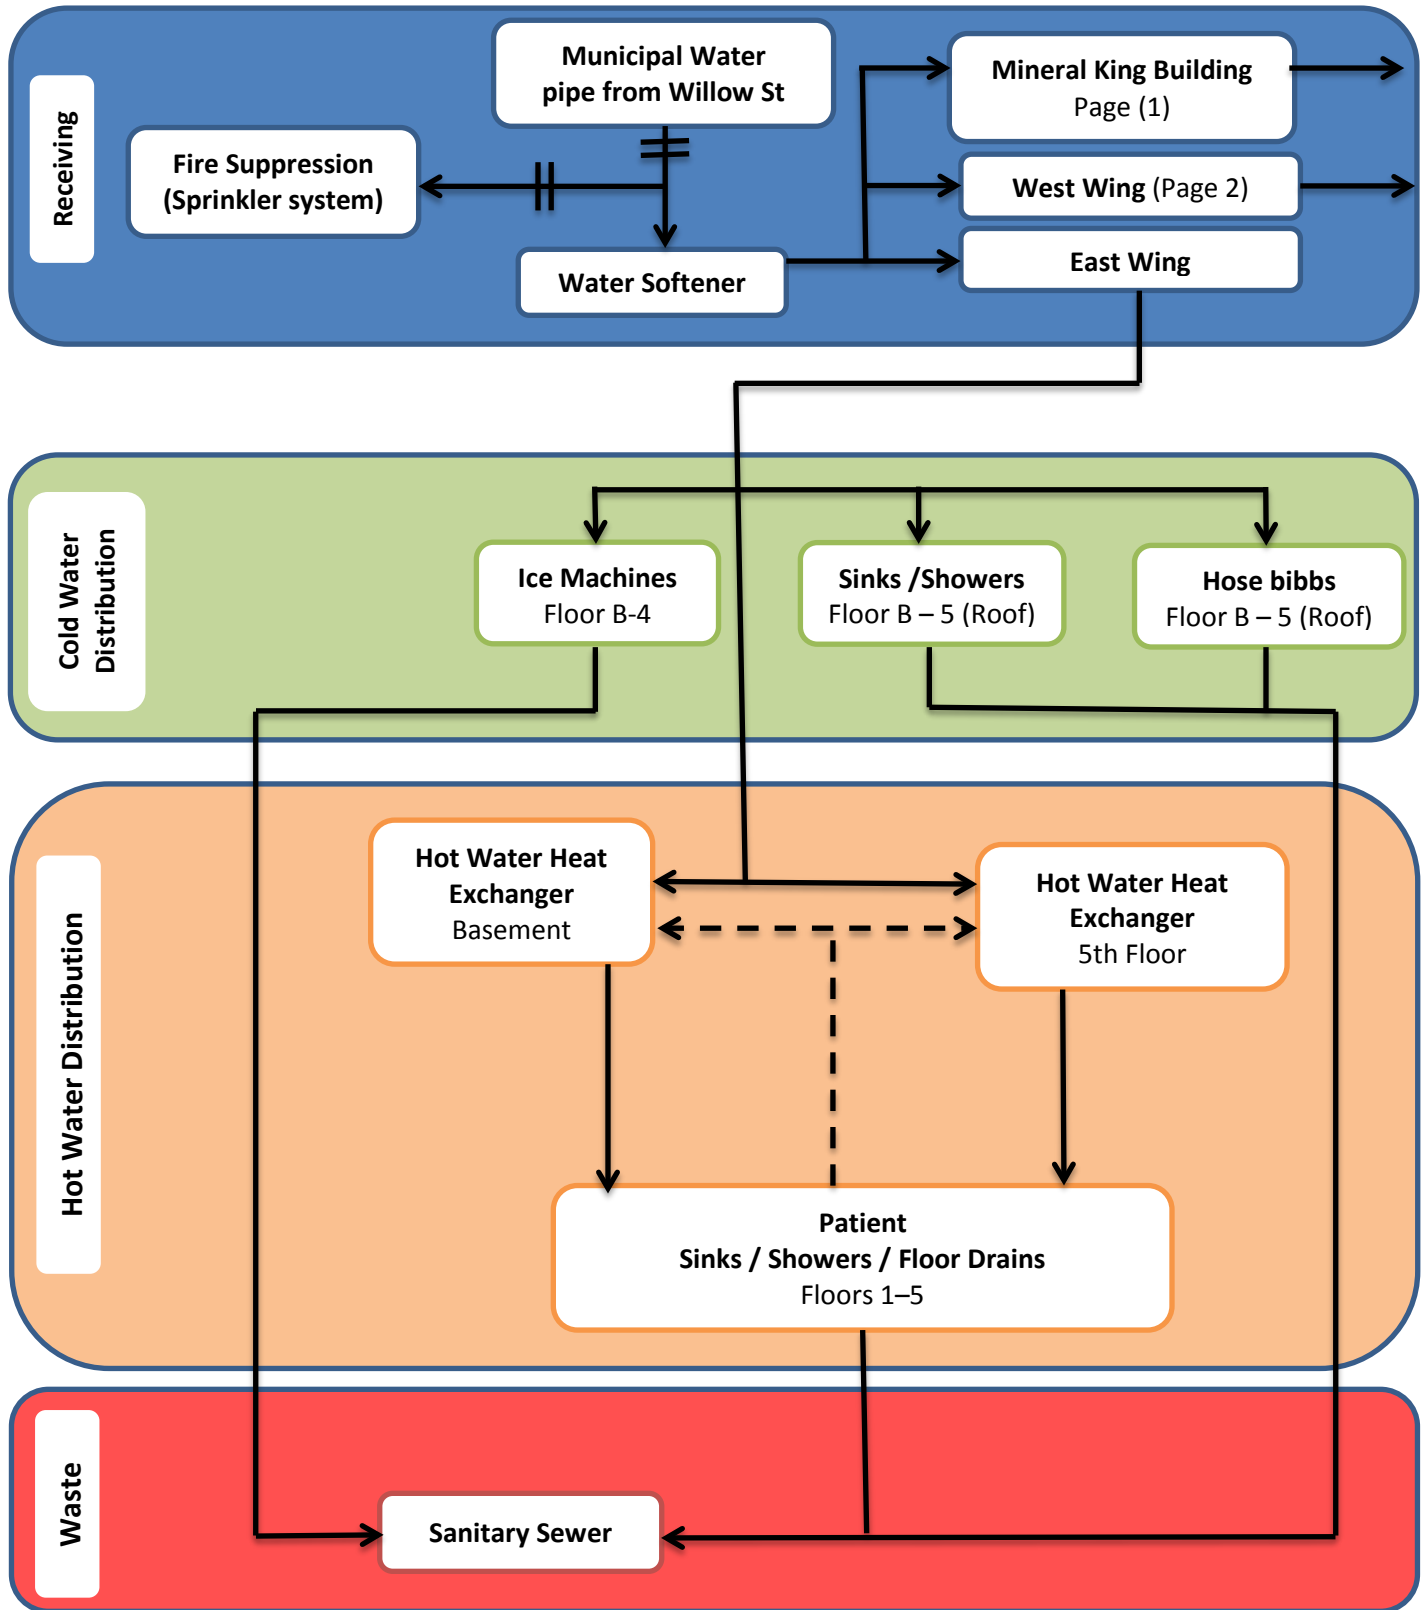 Receiving
Municipal Water
pipe from Willow St
Fire Suppression
(Sprinkler system)
Water Softener
Mineral King Building
Page (1)
West Wing (Page 2)
East Wing
Cold Water
Distribution
Ice Machines
Floor B-4
Sinks /Showers
Floor B – 5 (Roof)
Hose bibbs
Floor B – 5 (Roof)
Hot Water Distribution
Hot Water Heat
Exchanger
Basement
Hot Water Heat
Exchanger
5th Floor
Patient
Sinks / Showers / Floor Drains
Floors 1–5
Waste
Sanitary Sewer